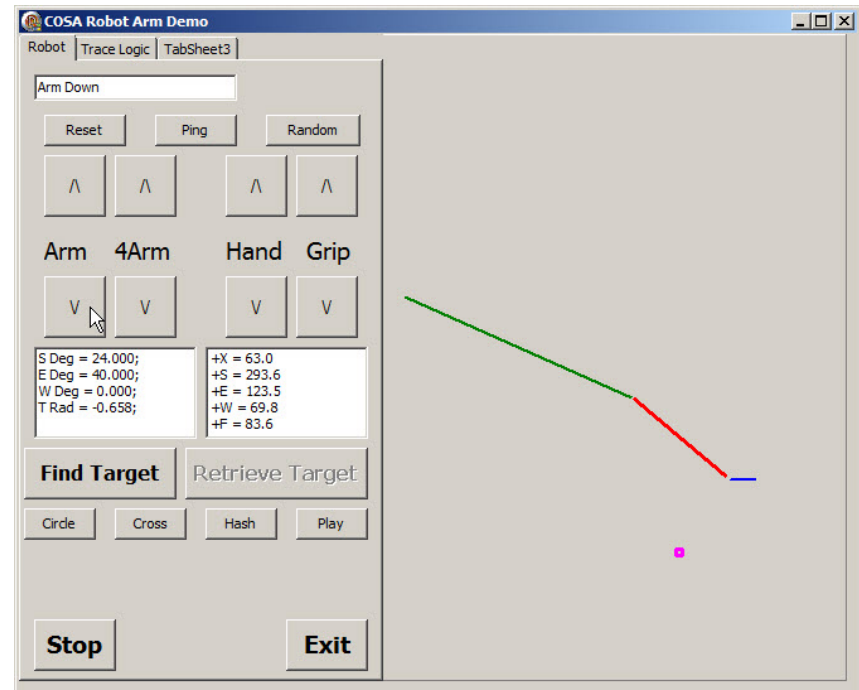 COSA Robot Arm Demo
Robot Trace Logic TabSheet3
Arm Down
Reset Ping Random
/\ /\ /\ /\
Arm 4Arm Hand Grip
\/ \/ \/ \/
S Deg = 24.000;
E Deg = 40.000;
W Deg = 0.000;
T Rad = -0.658;
+X = 63.0
+S = 293.6
+E = 123.5
+W = 69.8
+F = 83.6
Find Target Retrieve Target
Circle Cross Hash Play
Stop Exit